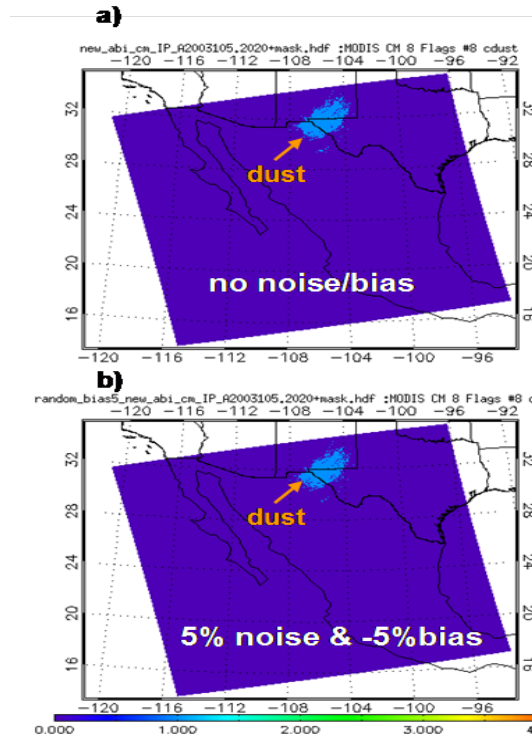 a)
new_abi_cm_IP_A2003105.2020+mask.hdf :MODIS CM 8 Flags #8 cdust
-120 -116 -112 -108 -104 -100 -96 -92
32 32
28 28
24 24
20 20
16 16
dust
no noise/bias
-120 -116 -112 -108 -104 -100 -96
b)
random_bias5_new_abi_cm_IP_A2003105.2020+mask.hdf :MODIS CM 8 Flags #8 c
-120 -116 -112 -108 -104 -100 -96 -92
32 32
28 28
24 24
20 20
16 16
dust
5% noise & -5%bias
-120 -116 -112 -108 -104 -100 -96
0.000 1.000 2.000 3.000 4